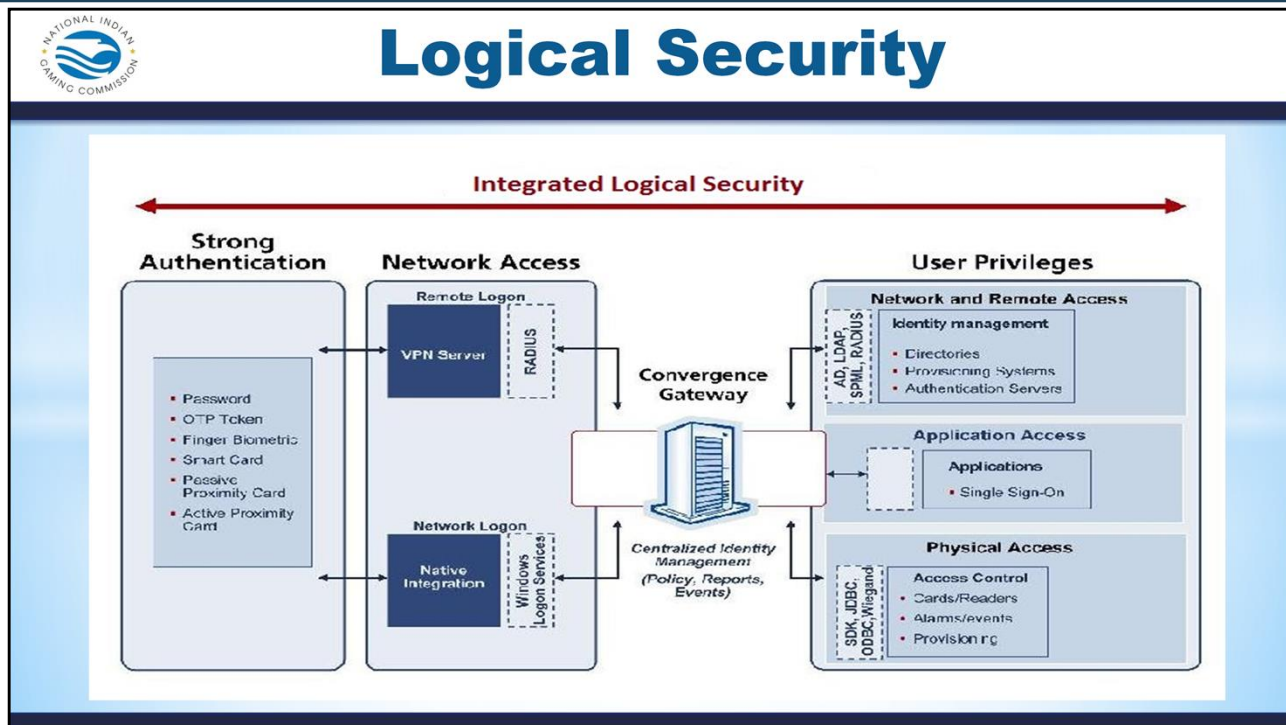 NATIONAL INDIAN
GAMING COMMISSION
Logical Security
Integrated Logical Security
Strong
Authentication
Password
OTP Token
Finger Biometric
Smart Card
Passive
Proximity Card
Active Proximity
Card
Network Access
Remote Logon
VPN Server
RADIUS
Network Logon
Native
Integration
Windows
Logon Services
Convergence
Gateway
Centralized Identity
Management
(Policy, Reports,
Events)
User Privileges
Network and Remote Access
AD, LDAP,
SPML, RADIUS
Identity management
Directories
Provisioning Systems
Authentication Servers
Application Access
Applications
Single Sign-On
Physical Access
SDK, JDBC,
ODBC,Wiegand
Access Control
Cards/Readers
Alarms/events
Provisioning